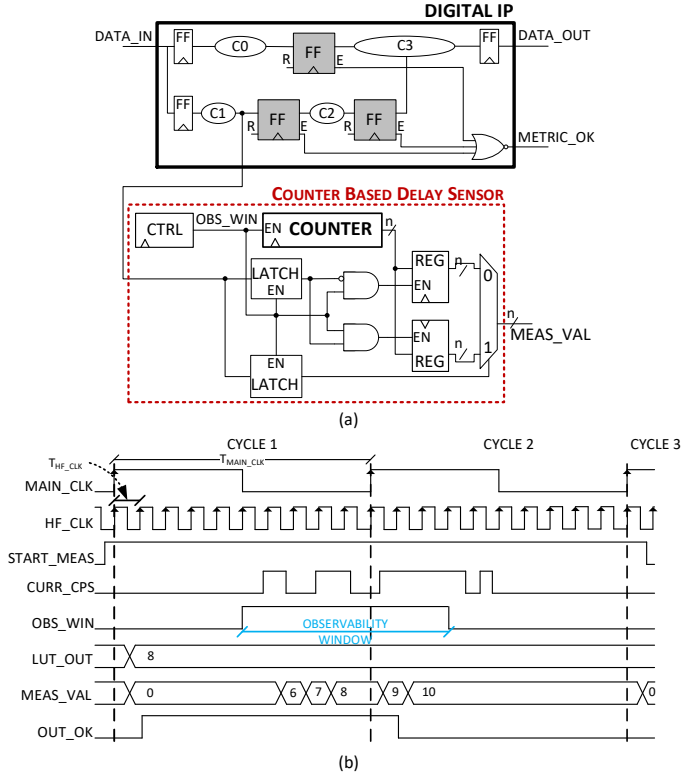 DIGITAL IP
DATA_IN
FF
C0
FF
R
E
C3
FF
DATA_OUT
FF
C1
FF
R
E
C2
FF
R
E
METRIC_OK
COUNTER BASED DELAY SENSOR
CTRL
OBS_WIN
EN
COUNTER
n
LATCH
EN
REG
EN
n
0
EN
REG
n
1
n
MEAS_VAL
EN
LATCH
(a)
CYCLE 1
CYCLE 2
CYCLE 3
THF_CLK
TMAIN_CLK
MAIN_CLK
HF_CLK
START_MEAS
CURR_CPS
OBS_WIN
OBSERVABILITY
WINDOW
LUT_OUT
8
MEAS_VAL
0
6
7
8
9
10
0
OUT_OK
(b)